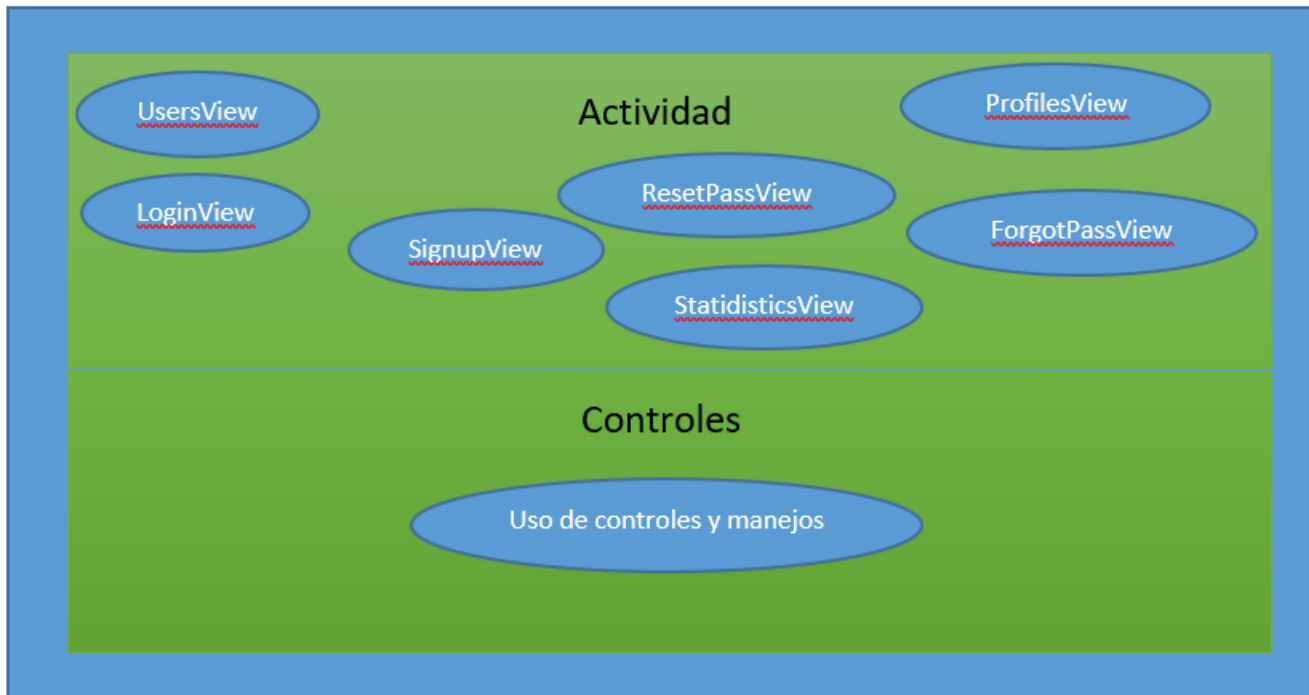 UsersView
Actividad
ProfilesView
LoginView
ResetPassView
SignupView
ForgotPassView
StatidisticsView
Controles
Uso de controles y manejos